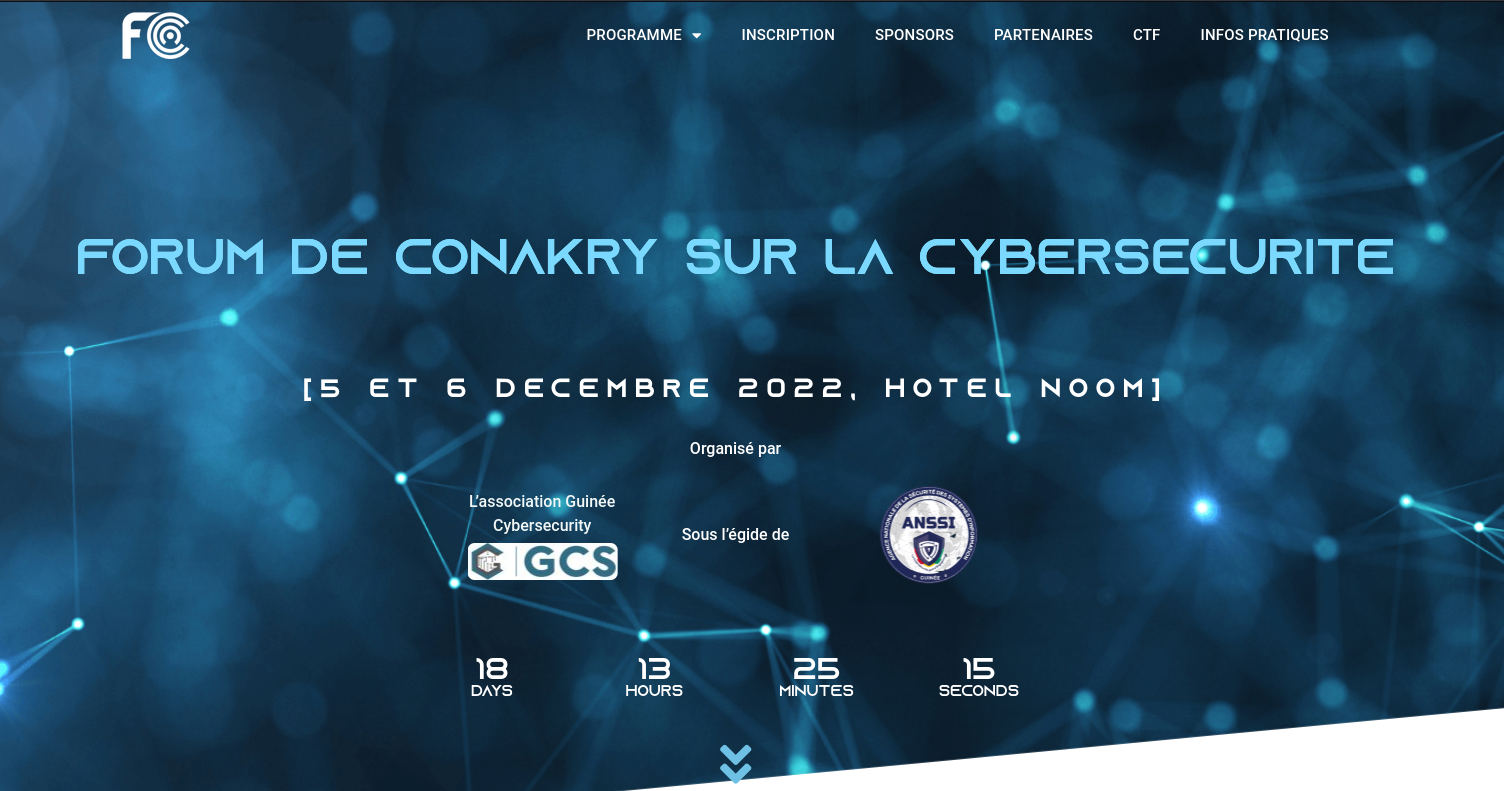 FCC
PROGRAMME
INSCRIPTION
SPONSORS
PARTENAIRES
CTF
INFOS PRATIQUES
FORUM DE CONAKRY SUR LA CYBERSECURITE
[5 ET 6 DECEMBRE 2022, HOTEL NOOM]
Organisé par
L’association Guinée
Cybersecurity
GCS
Sous l’égide de
AGENCE NATIONALE DE LA SÉCURITÉ DES SYSTÈMES D'INFORMATION
ANSSI
GUINÉE
18
DAYS
13
HOURS
25
MINUTES
15
SECONDS